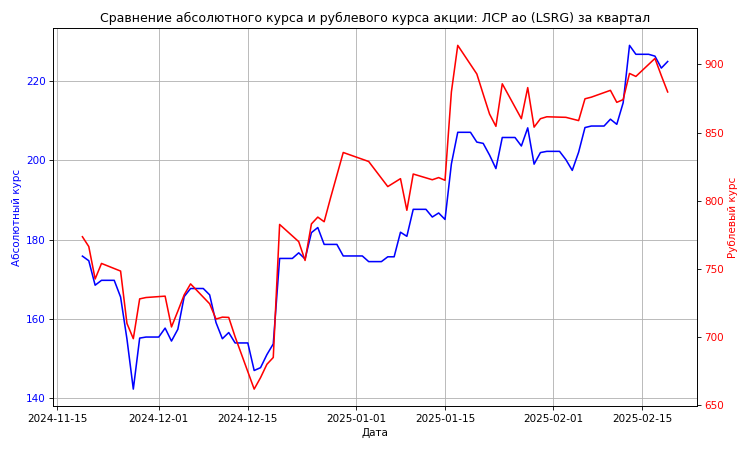 Сравнение абсолютного курса и рублевого курса акции: ЛСР ао (LSRG) за квартал
Абсолютный курс
220
200
180
160
140
900
850
800
750
700
650
Рублевый курс
2024-11-15 2024-12-01 2024-12-15 2025-01-01 2025-01-15 2025-02-01 2025-02-15
Дата